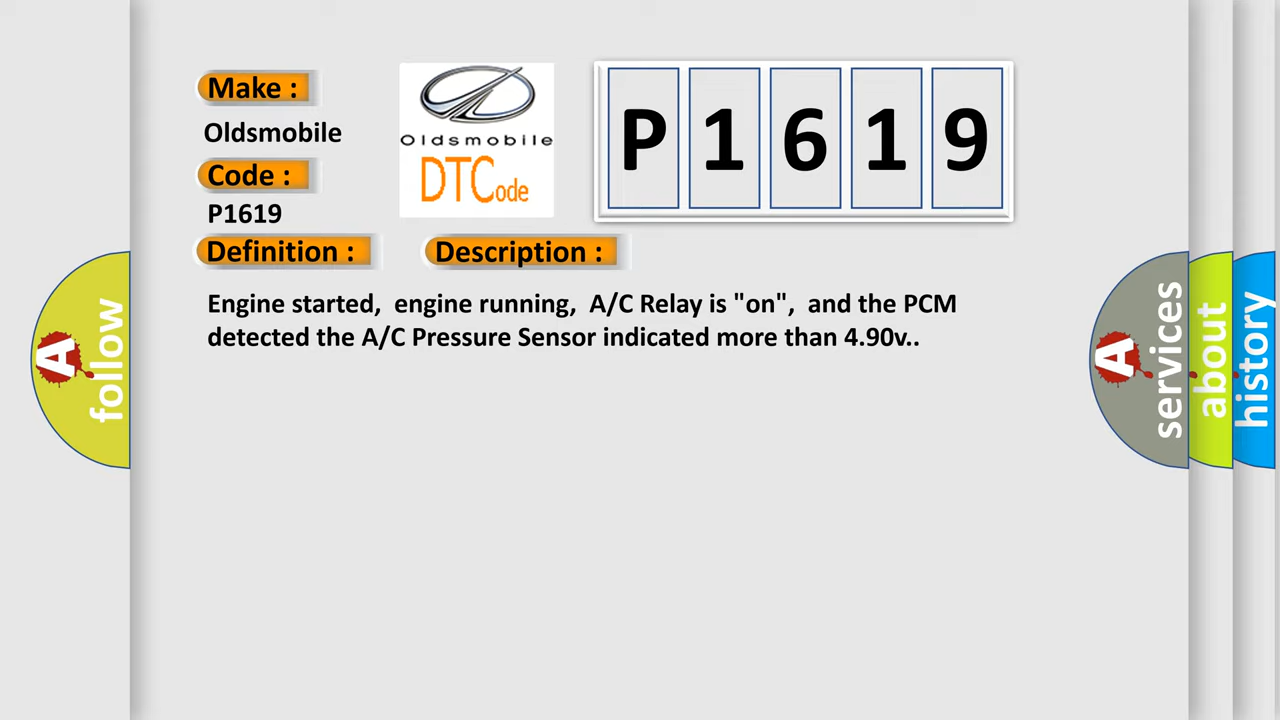 Make :
Oldsmobile
Code :
P1619
Oldsmobile
DTCode
P 1 6 1 9
Definition :
Description :
Engine started,  engine running,  A/C Relay is "on",  and the PCM
detected the A/C Pressure Sensor indicated more than 4.90v..
A follow
A services
about
history